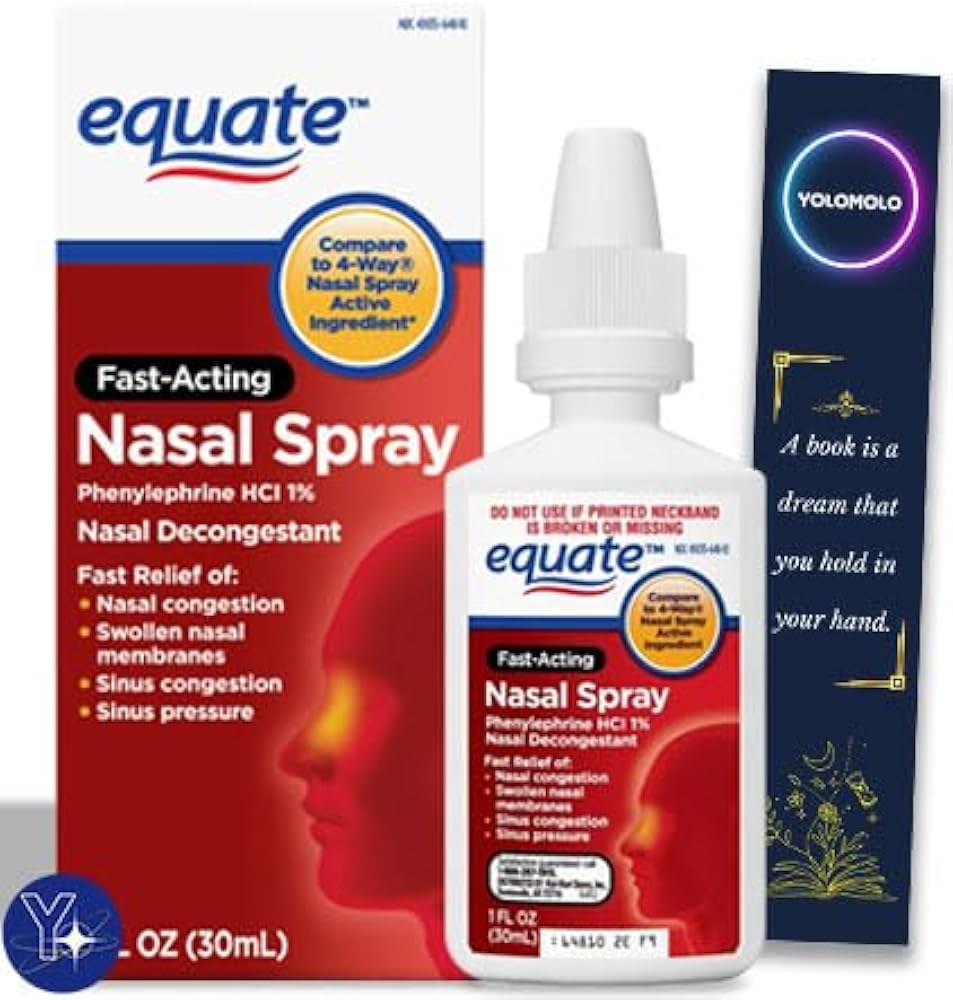 equate™
Compare
to 4-Way®
Nasal Spray
Active
Ingredient*
Fast-Acting
Nasal Spray
Phenylephrine HCl 1%
Nasal Decongestant
Fast Relief of:
• Nasal congestion
• Swollen nasal
membranes
• Sinus congestion
• Sinus pressure
OZ (30mL)
DO NOT USE IF PRINTED NECKBAND
IS BROKEN OR MISSING
equate™
Compare
to 4-Way®
Nasal Spray
Active
Ingredient
Fast-Acting
Nasal Spray
Phenylephrine HCl 1%
Nasal Decongestant
Fast Relief of:
• Nasal congestion
• Swollen nasal
membranes
• Sinus congestion
• Sinus pressure
1 FL OZ
(30mL)
YOLOMOLO
A book is a
dream that
you hold in
your hand.
Y